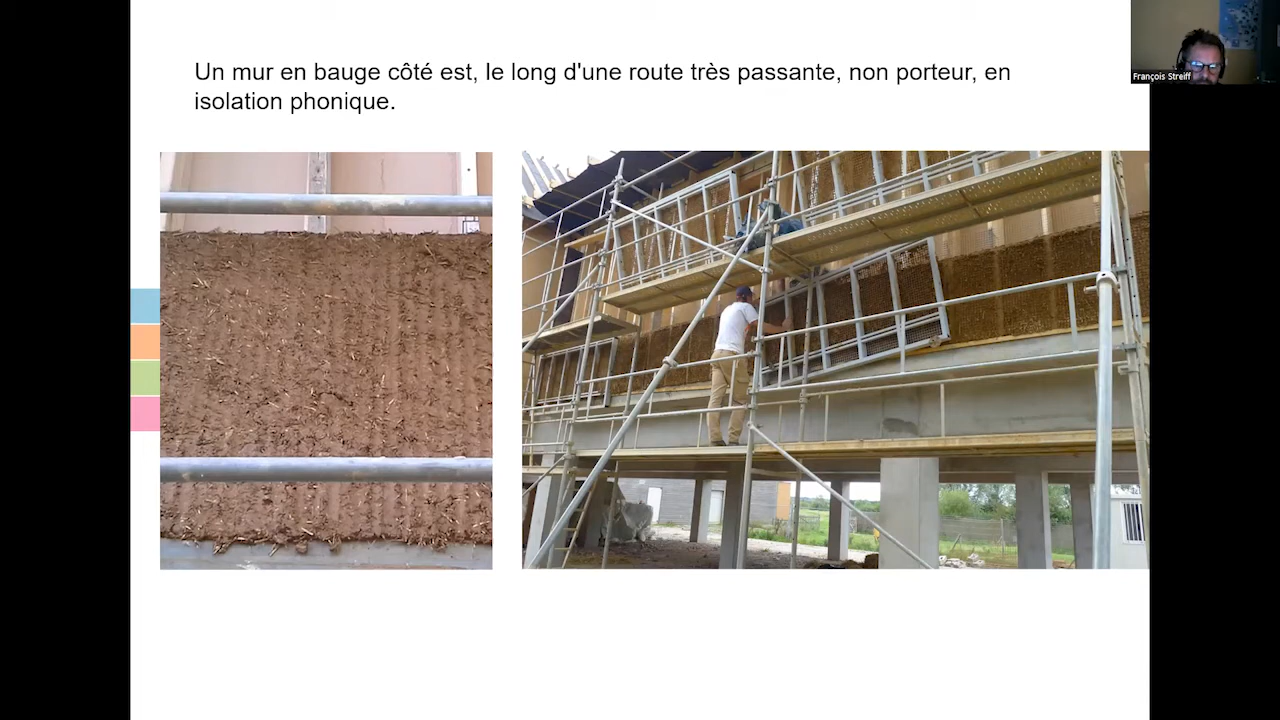 Un mur en bauge côté est, le long d'une route très passante, non porteur, en
isolation phonique.
François Streiff